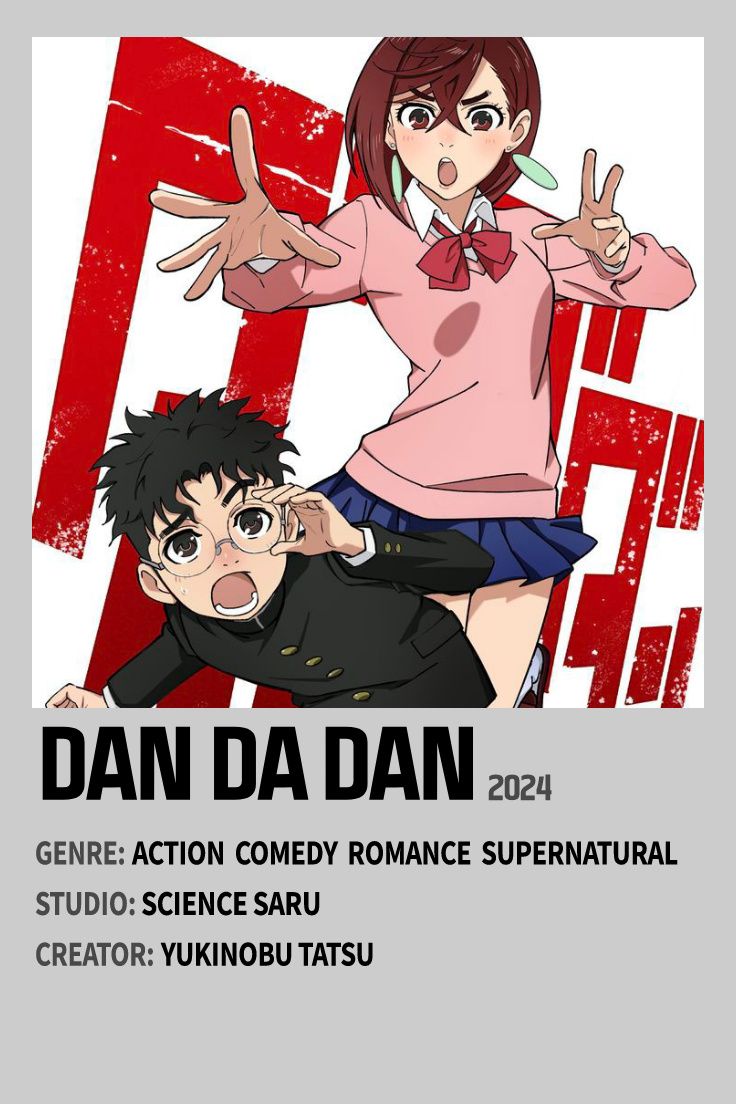 DAN DA DAN 2024
GENRE: ACTION COMEDY ROMANCE SUPERNATURAL
STUDIO: SCIENCE SARU
CREATOR: YUKINOBU TATSU